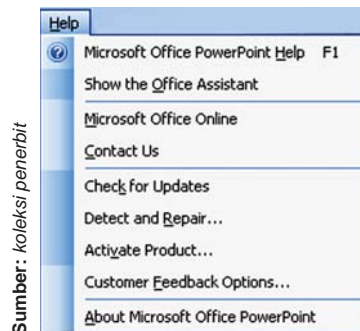 Help
Microsoft Office PowerPoint Help F1
Show the Office Assistant
Microsoft Office Online
Contact Us
Check for Updates
Detect and Repair...
Activate Product...
Customer Feedback Options...
About Microsoft Office PowerPoint
Sumber: koleksi penerbit